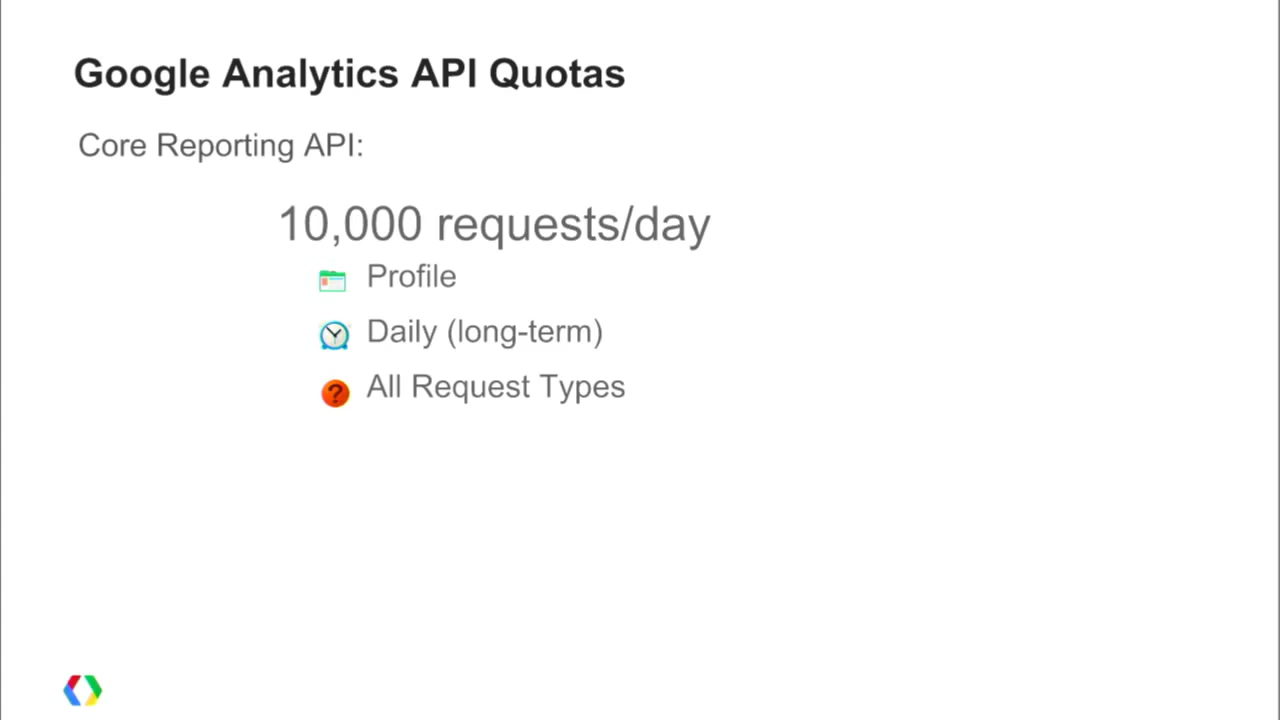 Google Analytics API Quotas
Core Reporting API:
10,000 requests/day
Profile
Daily (long-term)
All Request Types